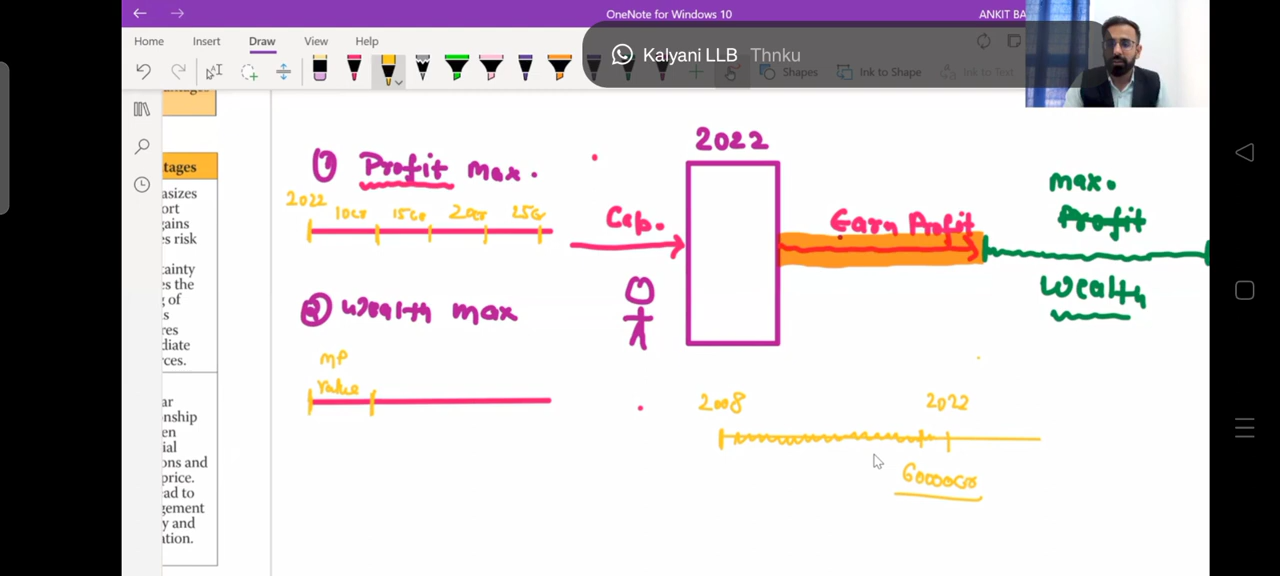 OneNote for Windows 10
ANKIT BA
Home Insert Draw View Help
Kalyani LLB Thnku
Shapes Ink to Shape Ink to Text
tages
asizes
ort
gains
es risk
tainty
es the
g of
s
res
diate
rces.
ar
onship
en
ial
ons and
price.
ad to
gement
y and
ation.
① Profit max.
2022 10cr 15cr 20cr 25cr
② Wealth max
MP
Value
2022
Cap.
Earn Profit
max.
Profit
Wealth
2008 2022
60000cr